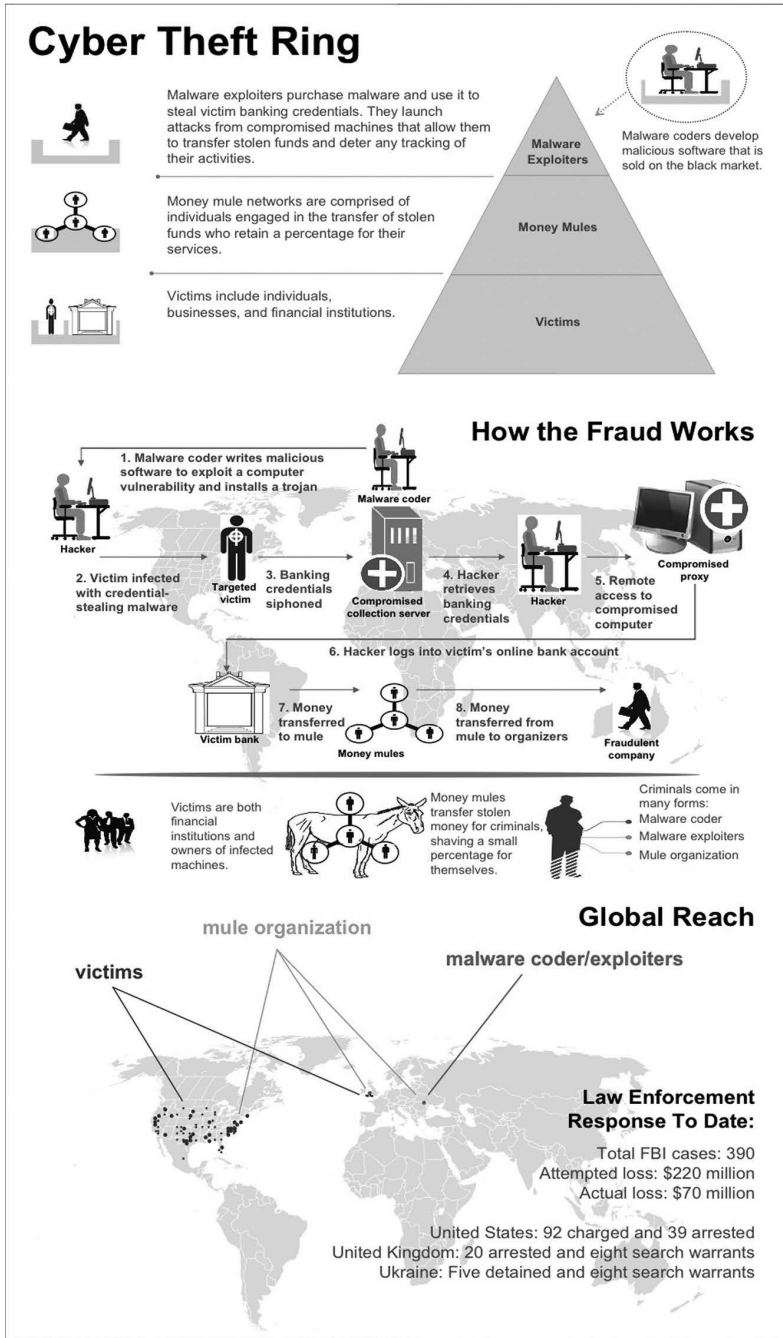 Cyber Theft Ring
Malware exploiters purchase malware and use it to
steal victim banking credentials. They launch
attacks from compromised machines that allow them
to transfer stolen funds and deter any tracking of
their activities.
Malware
Exploiters
Malware coders develop
malicious software that is
sold on the black market.
Money mule networks are comprised of
individuals engaged in the transfer of stolen
funds who retain a percentage for their
services.
Money Mules
Victims include individuals,
businesses, and financial institutions.
Victims
How the Fraud Works
1. Malware coder writes malicious
software to exploit a computer
vulnerability and installs a trojan
Malware coder
Hacker
2. Victim infected
with credential-
stealing malware
Targeted
victim
3. Banking
credentials
siphoned
Compromised
collection server
4. Hacker
retrieves
banking
credentials
Hacker
5. Remote
access to
compromised
computer
Compromised
proxy
6. Hacker logs into victim's online bank account
Victim bank
7. Money
transferred
to mule
Money mules
8. Money
transferred from
mule to organizers
Fraudulent
company
Victims are both
financial
institutions and
owners of infected
machines.
Money mules
transfer stolen
money for criminals,
shaving a small
percentage for
themselves.
Criminals come in
many forms:
Malware coder
Malware exploiters
Mule organization
Global Reach
mule organization
victims
malware coder/exploiters
Law Enforcement
Response To Date:
Total FBI cases: 390
Attempted loss: $220 million
Actual loss: $70 million
United States: 92 charged and 39 arrested
United Kingdom: 20 arrested and eight search warrants
Ukraine: Five detained and eight search warrants